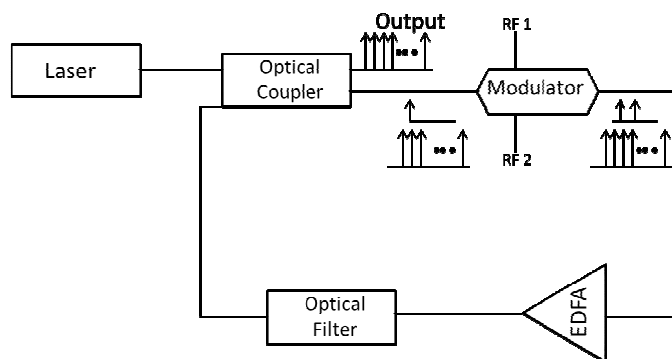 Output
RF 1
Laser
Optical
Coupler
Modulator
RF 2
Optical
Filter
EDFA